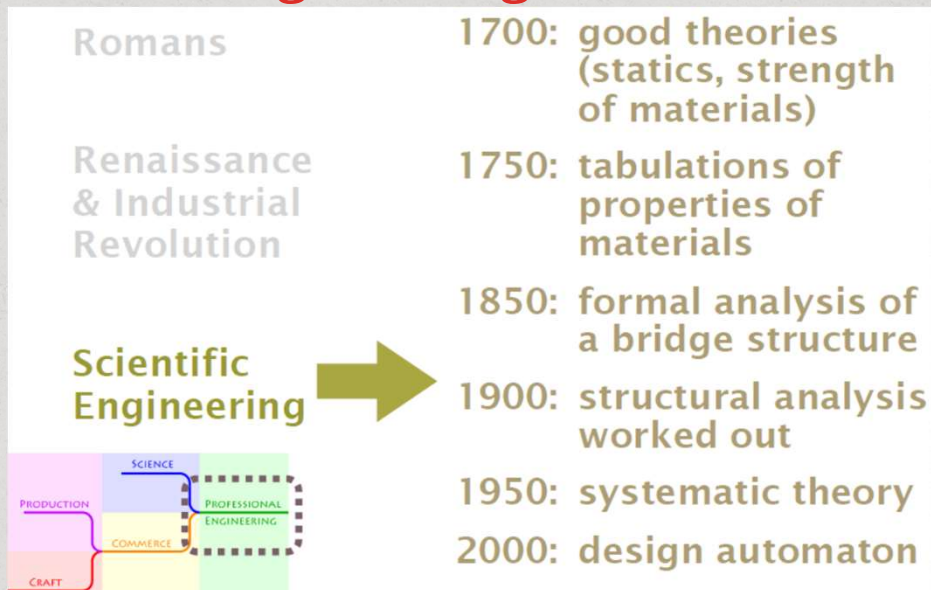 Romans
Renaissance
& Industrial
Revolution
Scientific
Engineering
1700: good theories
(statics, strength
of materials)
1750: tabulations of
properties of
materials
1850: formal analysis of
a bridge structure
1900: structural analysis
worked out
1950: systematic theory
2000: design automaton
SCIENCE
PRODUCTION
PROFESSIONAL
ENGINEERING
COMMERCE
CRAFT